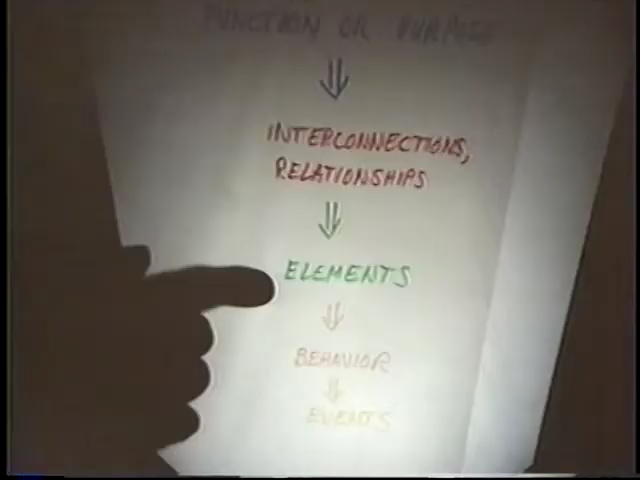 FUNCTION OR PURPOSE
INTERCONNECTIONS,
RELATIONSHIPS
ELEMENTS
BEHAVIOR
EVENTS